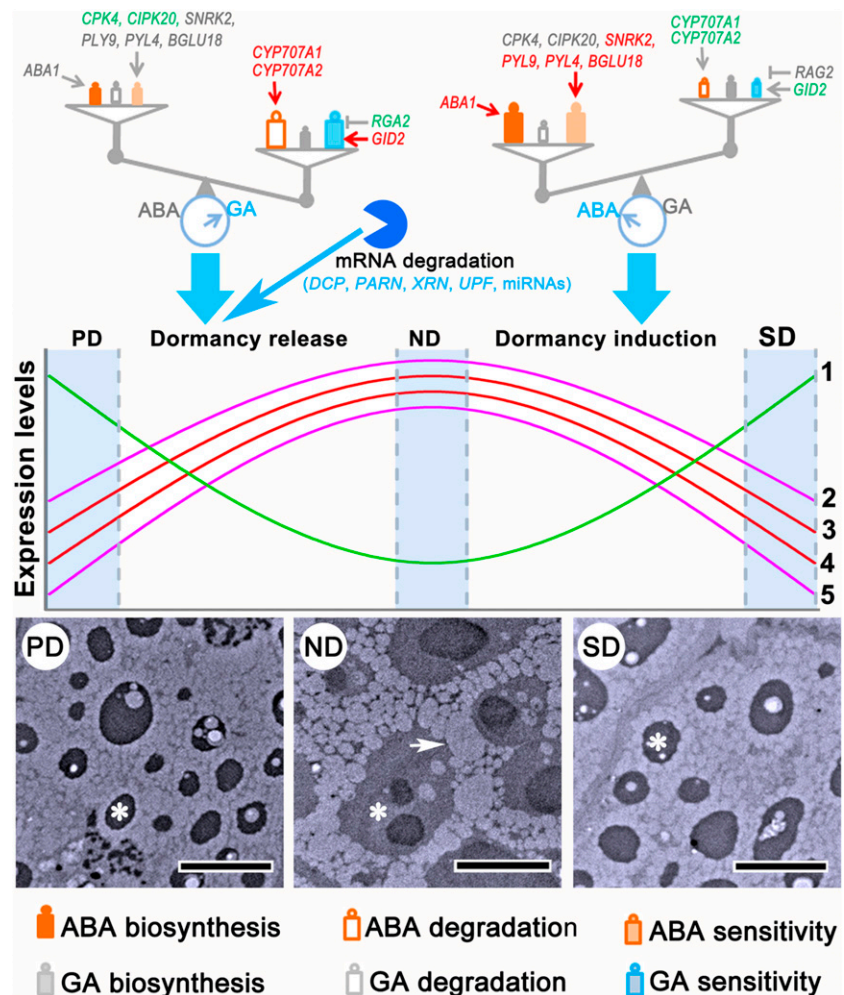 CPK4, CIPK20, SNRK2,
PLY9, PYL4, BGLU18
ABA1
CYP707A1
CYP707A2
RGA2
GID2
ABA GA
CPK4, CIPK20, SNRK2,
PYL9, PYL4, BGLU18
ABA1
CYP707A1
CYP707A2
RAG2
GID2
ABA GA
mRNA degradation
(DCP, PARN, XRN, UPF, miRNAs)
PD Dormancy release ND Dormancy induction SD
Expression levels
1
2
3
4
5
PD ND SD
* * *
ABA biosynthesis ABA degradation ABA sensitivity
GA biosynthesis GA degradation GA sensitivity